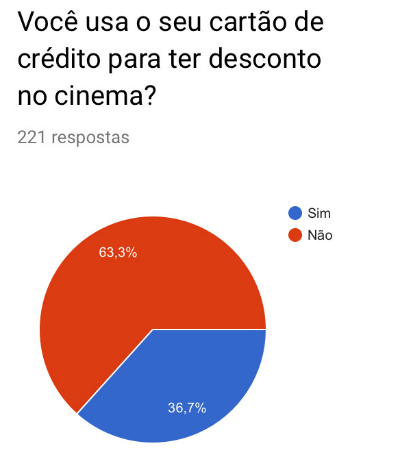 Você usa o seu cartão de
crédito para ter desconto
no cinema?
221 respostas
Sim
Não
63,3%
36,7%